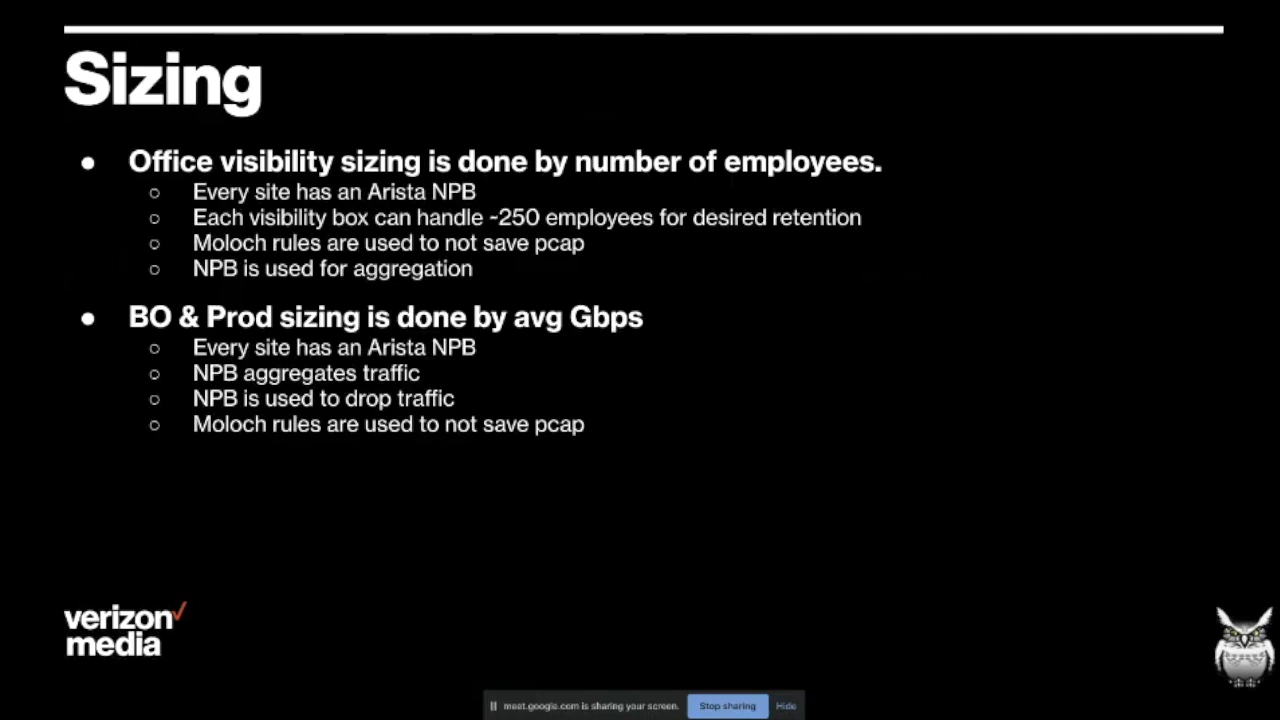 Sizing
● Office visibility sizing is done by number of employees.
○ Every site has an Arista NPB
○ Each visibility box can handle ~250 employees for desired retention
○ Moloch rules are used to not save pcap
○ NPB is used for aggregation
● BO & Prod sizing is done by avg Gbps
○ Every site has an Arista NPB
○ NPB aggregates traffic
○ NPB is used to drop traffic
○ Moloch rules are used to not save pcap
verizon✓
media
meet.google.com is sharing your screen. Stop sharing Hide